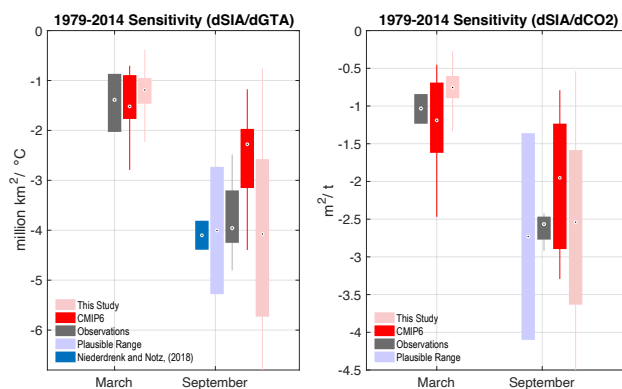 1979-2014 Sensitivity (dSIA/dGTA)
0
-1
-2
-3
-4
-5
-6
million km²/ °C
This Study
CMIP6
Observations
Plausible Range
Niederdrenk and Notz, (2018)
March
September
1979-2014 Sensitivity (dSIA/dCO2)
0
-0.5
-1
-1.5
-2
-2.5
-3
-3.5
-4
-4.5
m²/ t
This Study
CMIP6
Observations
Plausible Range
March
September